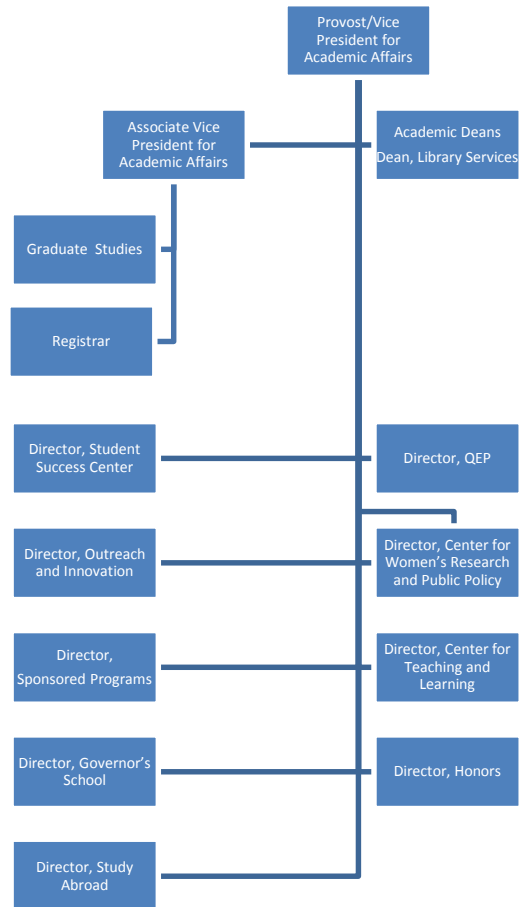 Provost/Vice
President for
Academic Affairs
Associate Vice
President for
Academic Affairs
Academic Deans
Dean, Library Services
Graduate Studies
Registrar
Director, Student
Success Center
Director, QEP
Director, Outreach
and Innovation
Director, Center for
Women's Research
and Public Policy
Director,
Sponsored Programs
Director, Center for
Teaching and
Learning
Director, Governor's
School
Director, Honors
Director, Study
Abroad